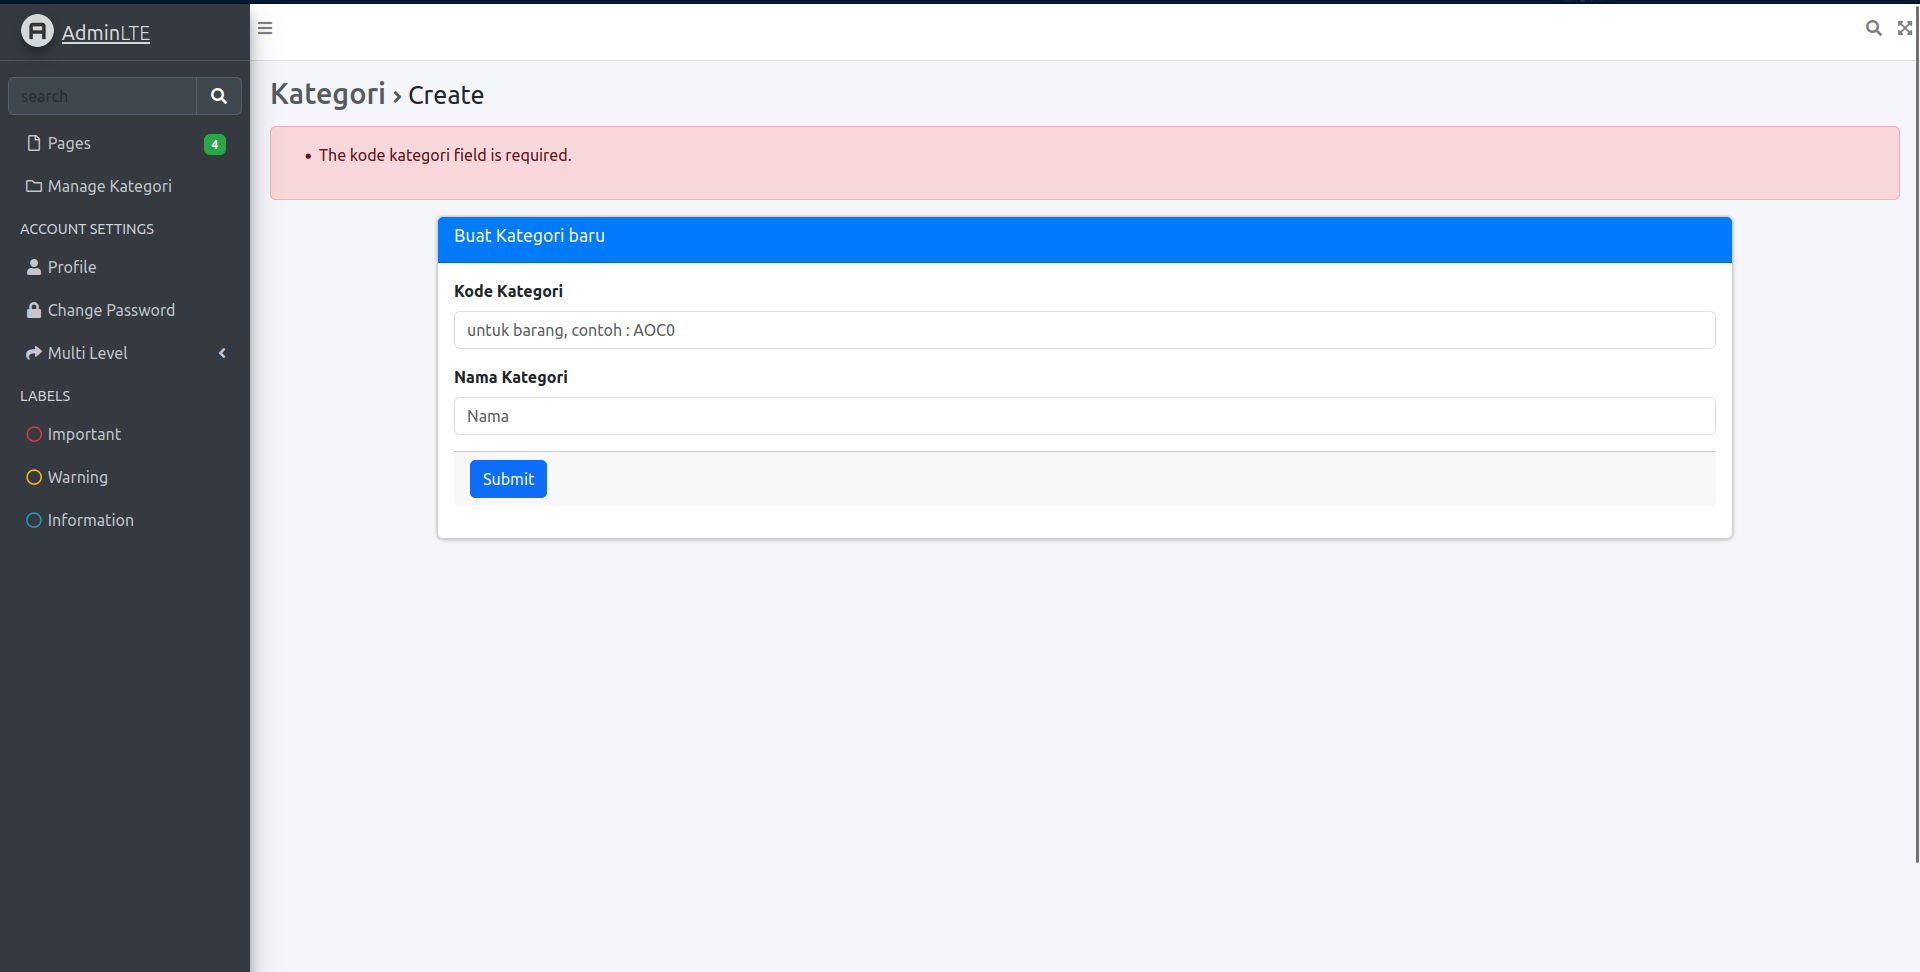 AdminLTE
search
Pages
4
Manage Kategori
ACCOUNT SETTINGS
Profile
Change Password
Multi Level
LABELS
Important
Warning
Information
Kategori › Create
• The kode kategori field is required.
Buat Kategori baru
Kode Kategori
untuk barang, contoh : AOC0
Nama Kategori
Nama
Submit